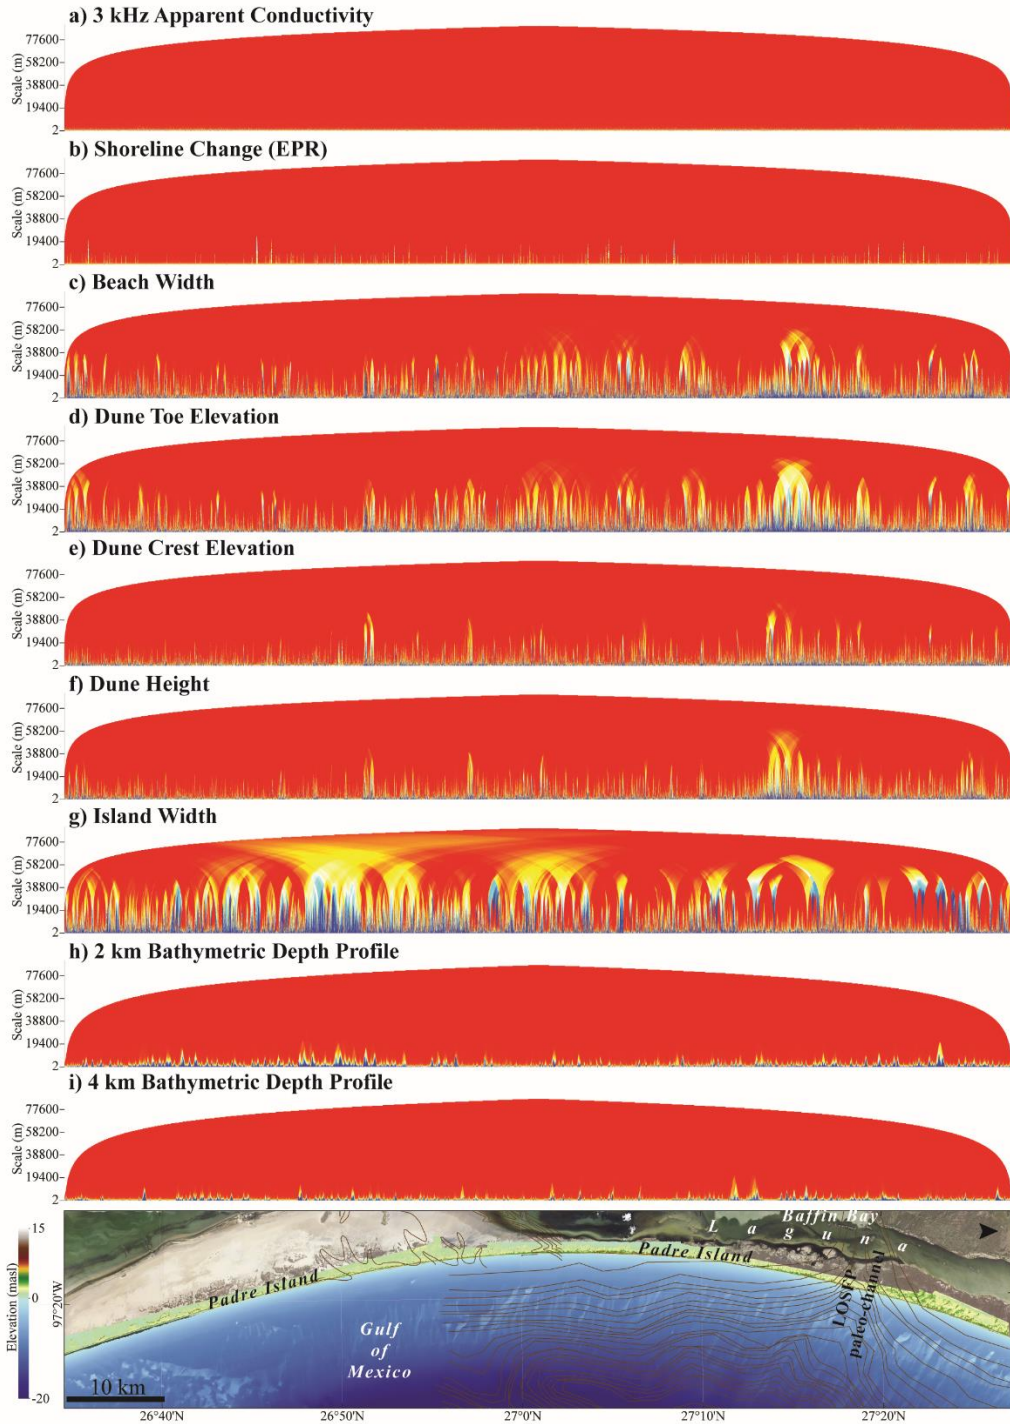 a) 3 kHz Apparent Conductivity
Scale (m)
77600
58200
38800
19400
2
b) Shoreline Change (EPR)
Scale (m)
77600
58200
38800
19400
2
c) Beach Width
Scale (m)
77600
58200
38800
19400
2
d) Dune Toe Elevation
Scale (m)
77600
58200
38800
19400
2
e) Dune Crest Elevation
Scale (m)
77600
58200
38800
19400
2
f) Dune Height
Scale (m)
77600
58200
38800
19400
2
g) Island Width
Scale (m)
77600
58200
38800
19400
2
h) 2 km Bathymetric Depth Profile
Scale (m)
77600
58200
38800
19400
2
i) 4 km Bathymetric Depth Profile
Scale (m)
77600
58200
38800
19400
2
Elevation (masl)
15
0
-20
97°20'W
Baffin Bay
Laguna
Padre Island
Padre Island
LOSFP
paleo-channel
Gulf
of
Mexico
10 km
26°40'N
26°50'N
27°0'N
27°10'N
27°20'N